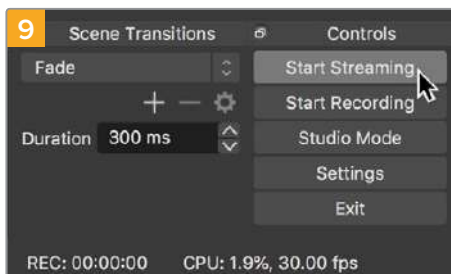 9
Scene Transitions
Fade
Duration 300 ms
Controls
Start Streaming
Start Recording
Studio Mode
Settings
Exit
REC: 00:00:00 CPU: 1.9%, 30.00 fps